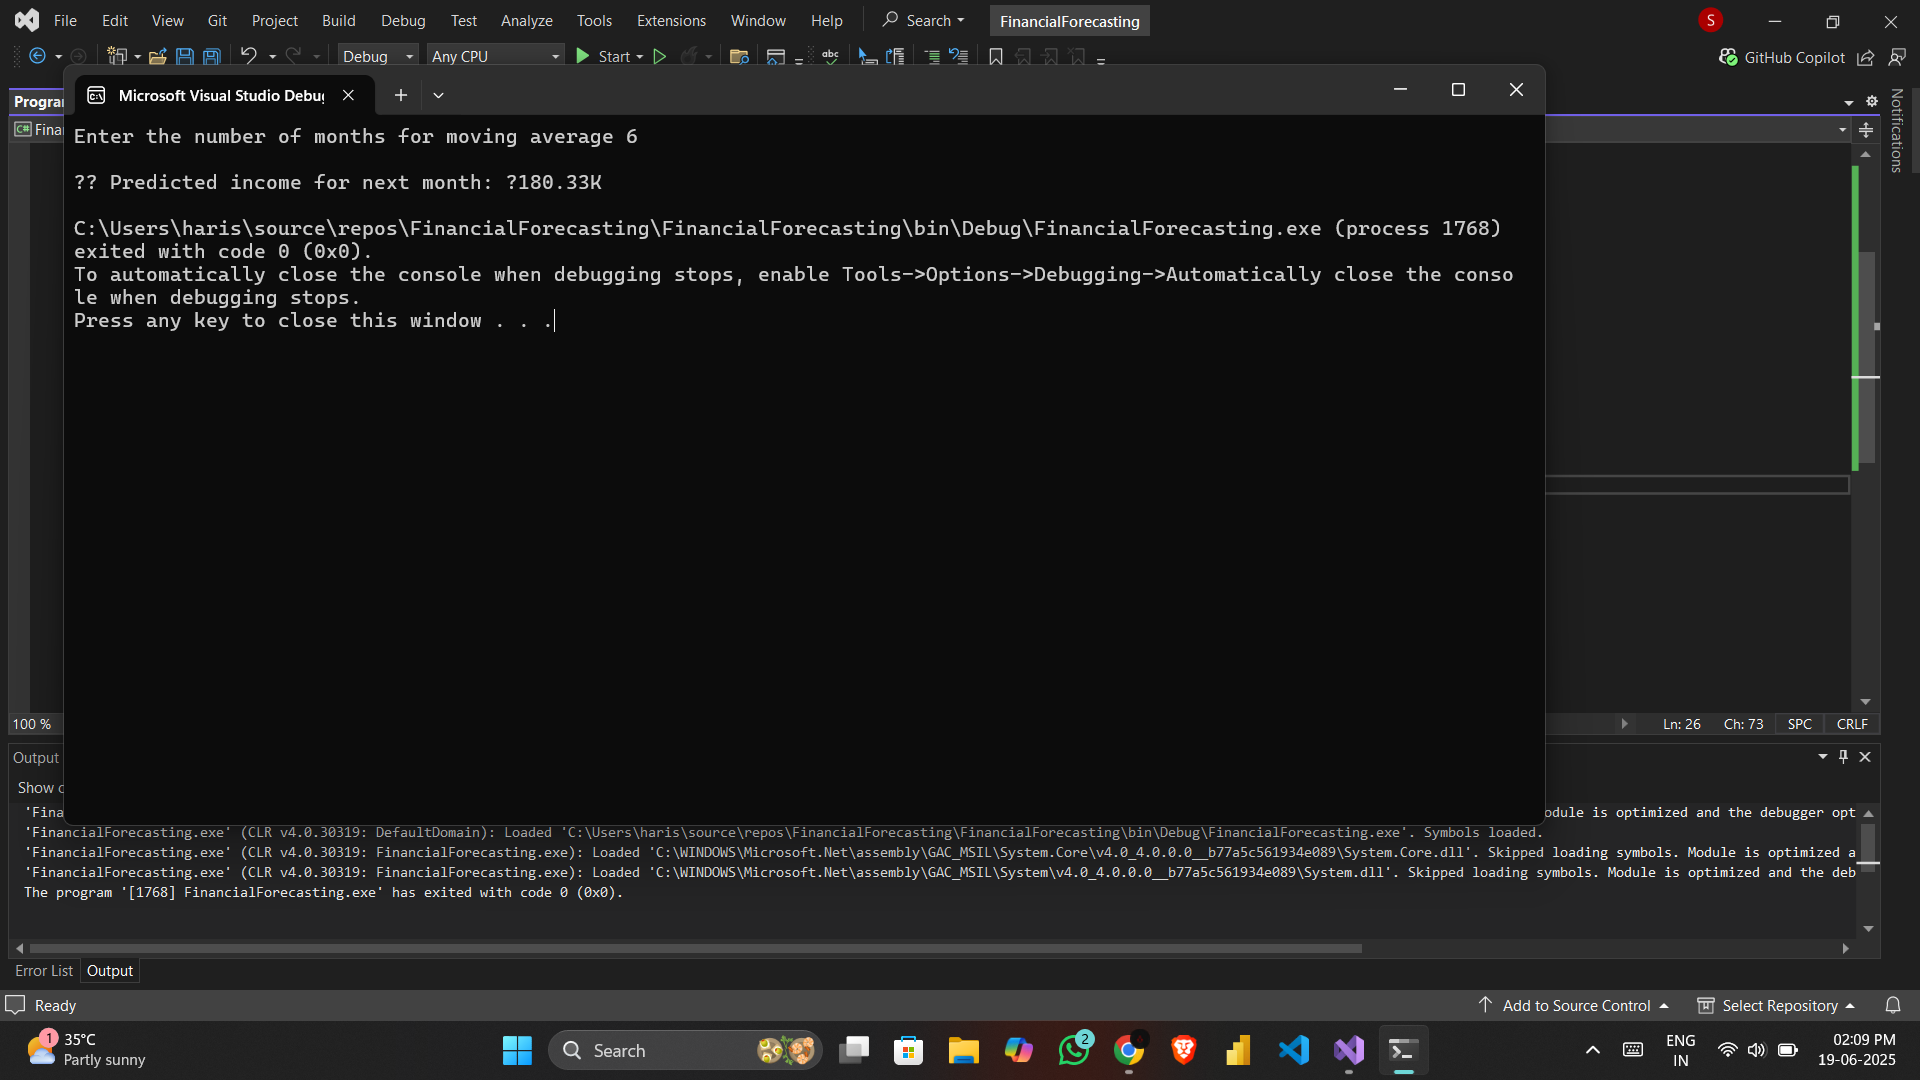 File Edit View Git Project Build Debug Test Analyze Tools Extensions Window Help Search FinancialForecasting S
Debug Any CPU Start abc GitHub Copilot
Microsoft Visual Studio Debu
Notifications
Enter the number of months for moving average 6
?? Predicted income for next month: ?180.33K
C:\Users\haris\source\repos\FinancialForecasting\FinancialForecasting\bin\Debug\FinancialForecasting.exe (process 1768)
exited with code 0 (0x0).
To automatically close the console when debugging stops, enable Tools->Options->Debugging->Automatically close the conso
le when debugging stops.
Press any key to close this window . . .
Progra
C# Finan
100 % Ln: 26 Ch: 73 SPC CRLF
Output
Show o
'Fina odule is optimized and the debugger opt
'FinancialForecasting.exe' (CLR v4.0.30319: DefaultDomain): Loaded 'C:\Users\haris\source\repos\FinancialForecasting\FinancialForecasting\bin\Debug\FinancialForecasting.exe'. Symbols loaded.
'FinancialForecasting.exe' (CLR v4.0.30319: FinancialForecasting.exe): Loaded 'C:\WINDOWS\Microsoft.Net\assembly\GAC_MSIL\System.Core\v4.0_4.0.0.0__b77a5c561934e089\System.Core.dll'. Skipped loading symbols. Module is optimized a
'FinancialForecasting.exe' (CLR v4.0.30319: FinancialForecasting.exe): Loaded 'C:\WINDOWS\Microsoft.Net\assembly\GAC_MSIL\System\v4.0_4.0.0.0__b77a5c561934e089\System.dll'. Skipped loading symbols. Module is optimized and the deb
The program '[1768] FinancialForecasting.exe' has exited with code 0 (0x0).
Error List Output
Ready Add to Source Control Select Repository
1 35°C
Partly sunny
Search
2
ENG
IN
02:09 PM
19-06-2025